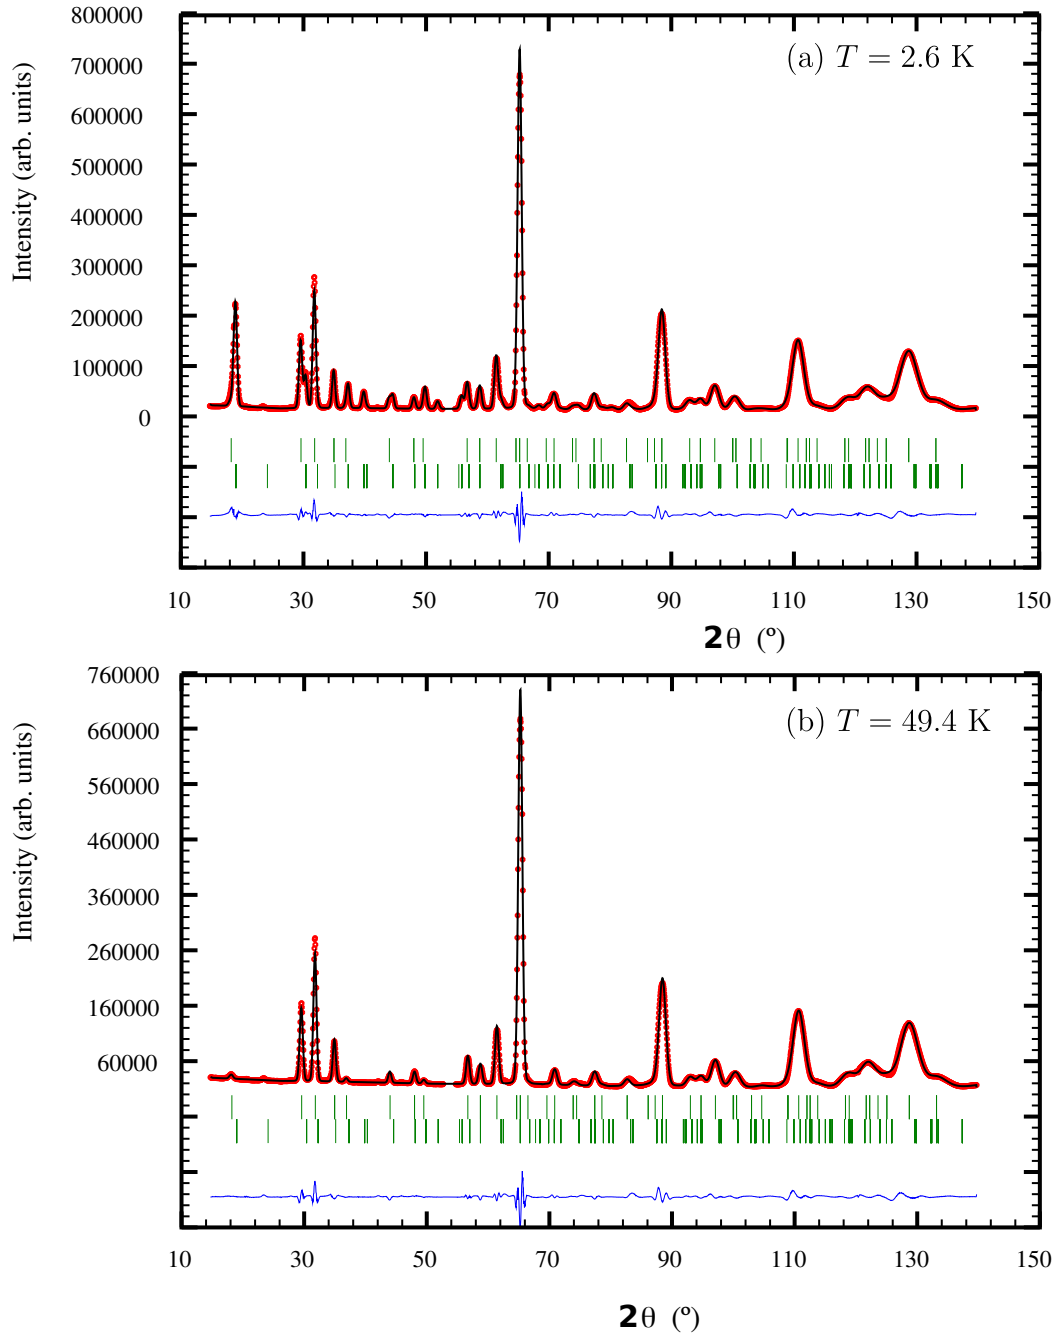 800000
700000
600000
500000
400000
300000
200000
100000
0
Intensity (arb. units)
(a) T = 2.6 K
10 30 50 70 90 110 130 150
2θ (º)
760000
660000
560000
460000
360000
260000
160000
60000
Intensity (arb. units)
(b) T = 49.4 K
10 30 50 70 90 110 130 150
2θ (º)